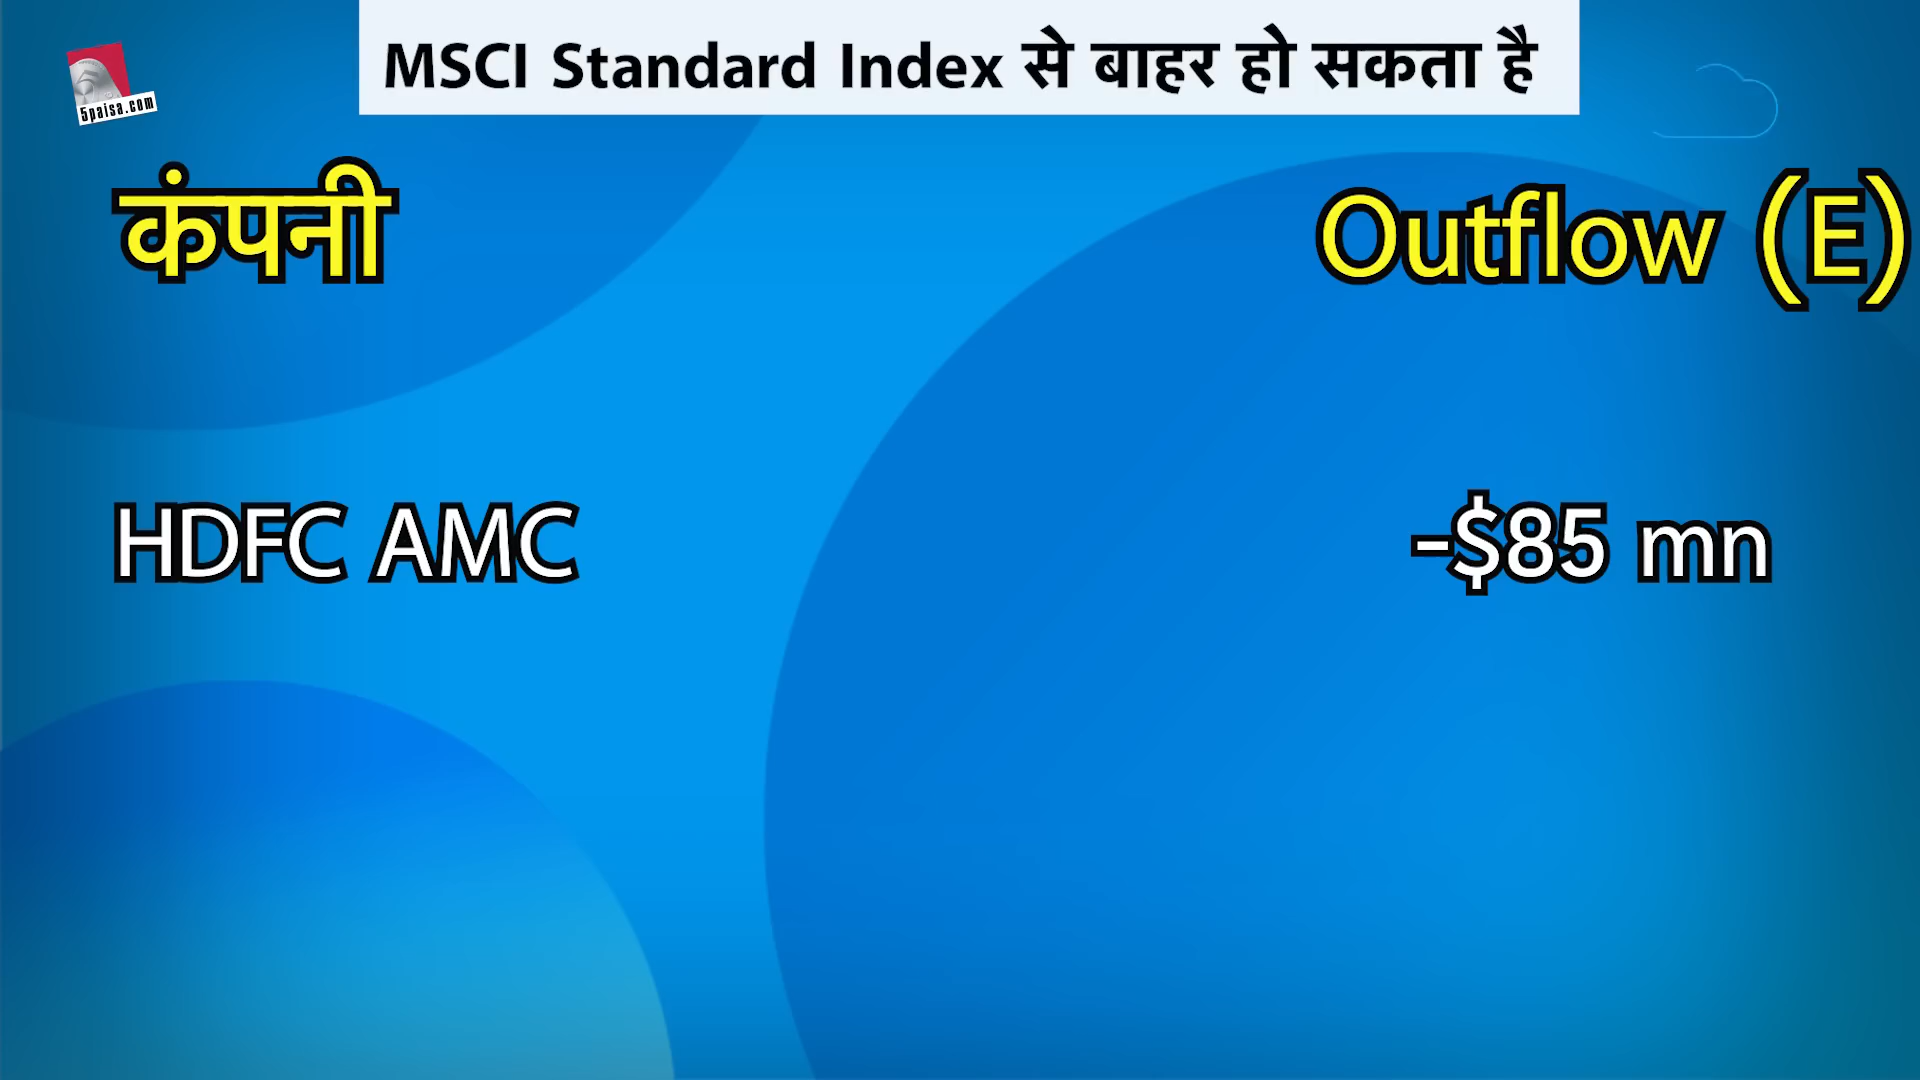 MSCI Standard Index से बाहर हो सकता है
5paisa.com
कंपनी Outflow (E)
HDFC AMC -$85 mn